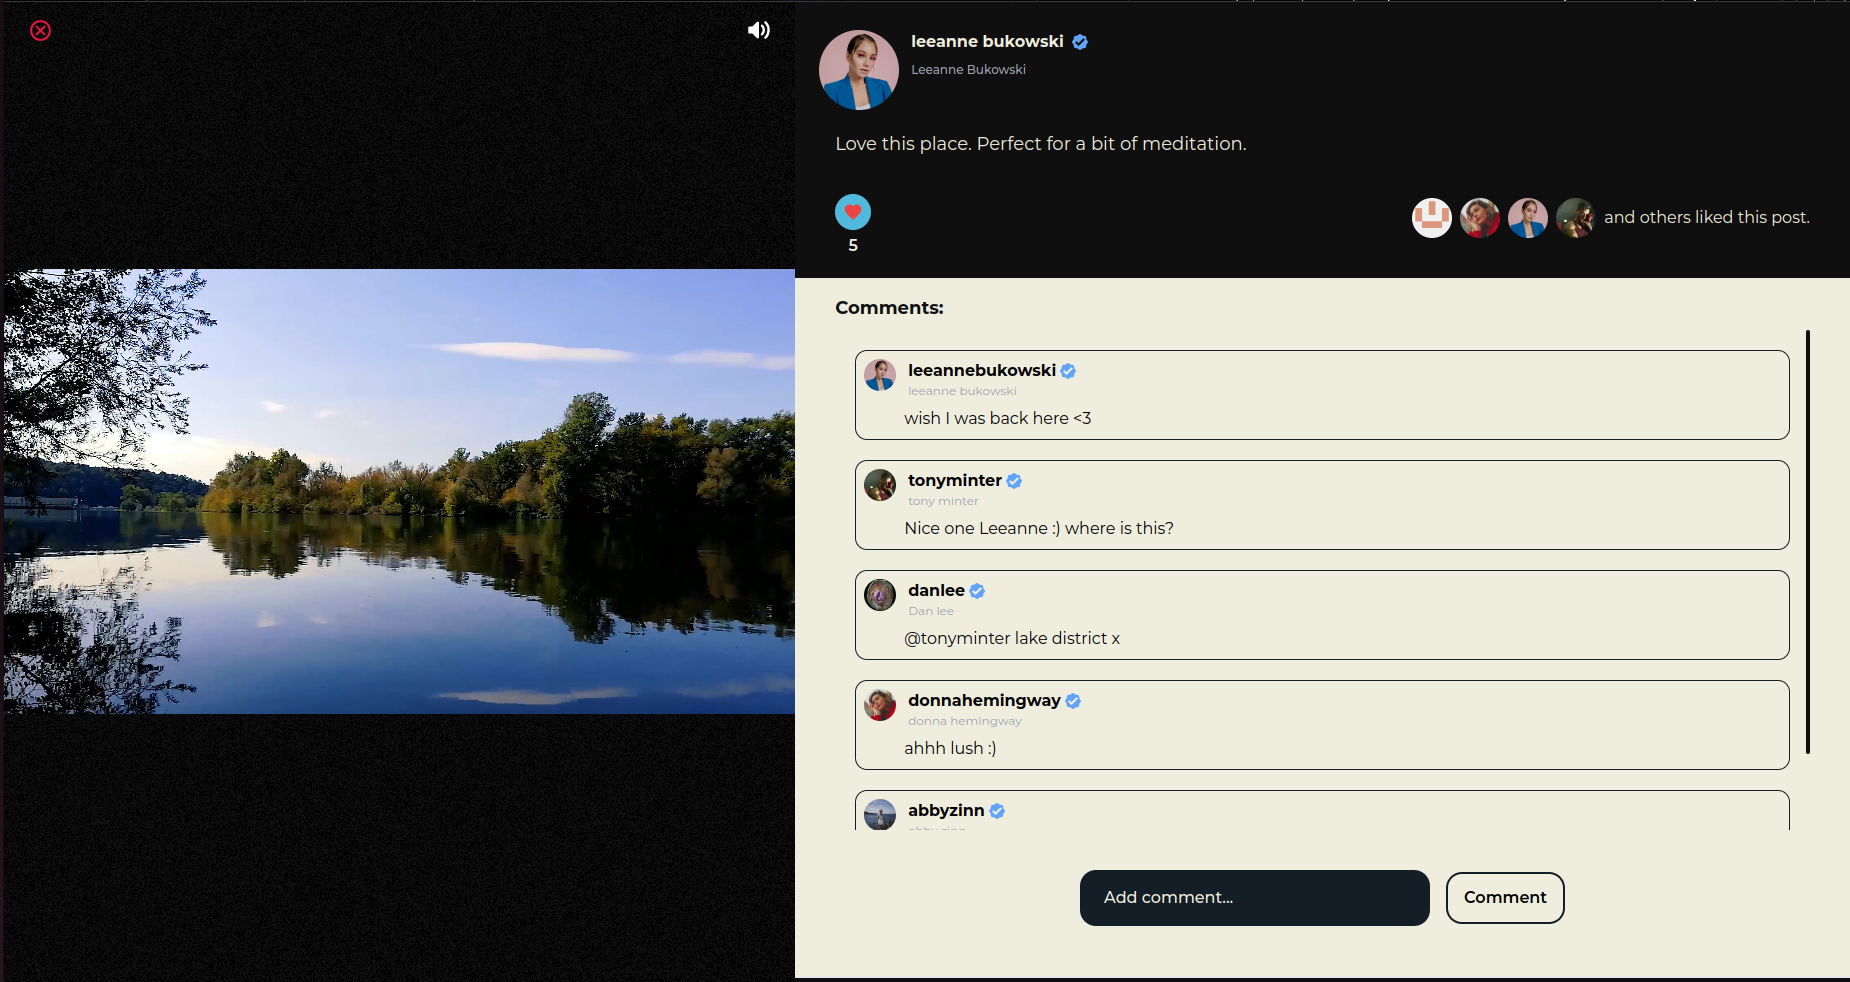 leeanne bukowski
Leeanne Bukowski
Love this place. Perfect for a bit of meditation.
5
and others liked this post.
Comments:
leeannebukowski
leeanne bukowski
wish I was back here <3
tonyminter
tony minter
Nice one Leeanne :) where is this?
danlee
Dan lee
@tonyminter lake district x
donnahemingway
donna hemingway
ahhh lush :)
abbyzinn
Add comment...
Comment